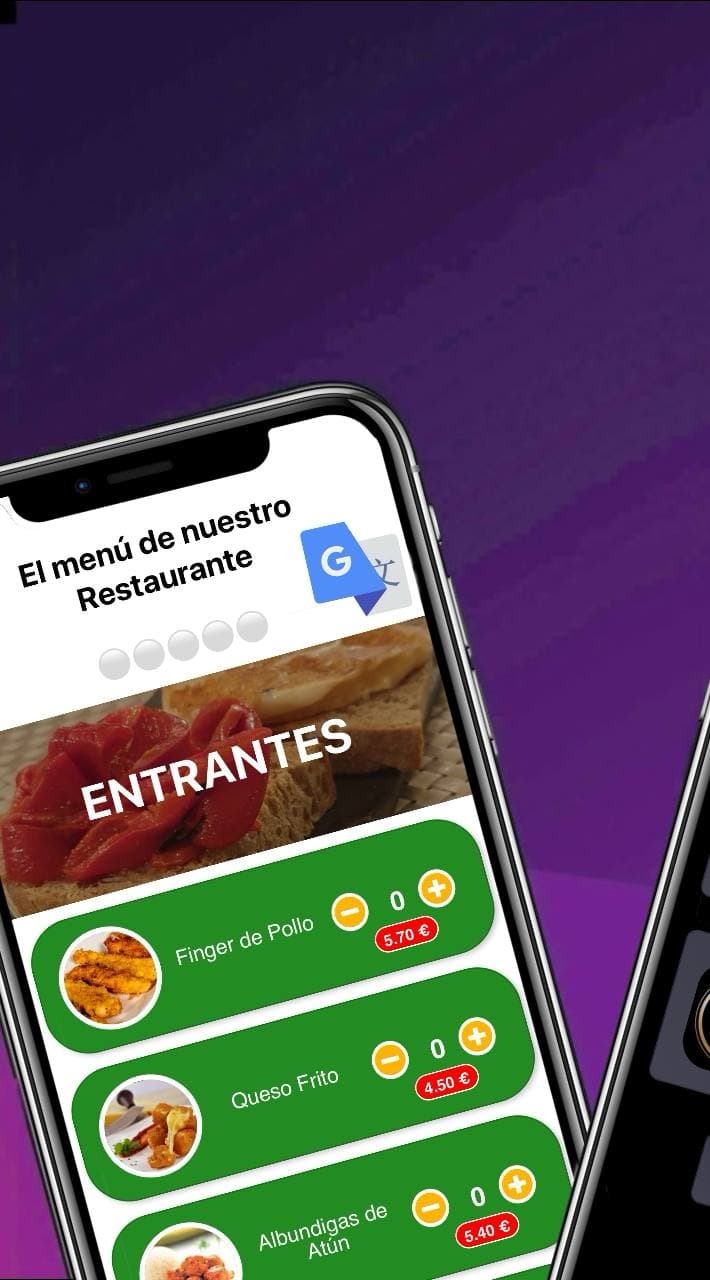 El menú de nuestro
Restaurante
G 文
ENTRANTES
Finger de Pollo
0
5.70 €
Queso Frito
0
4.50 €
Albundigas de
Atún
0
5.40 €